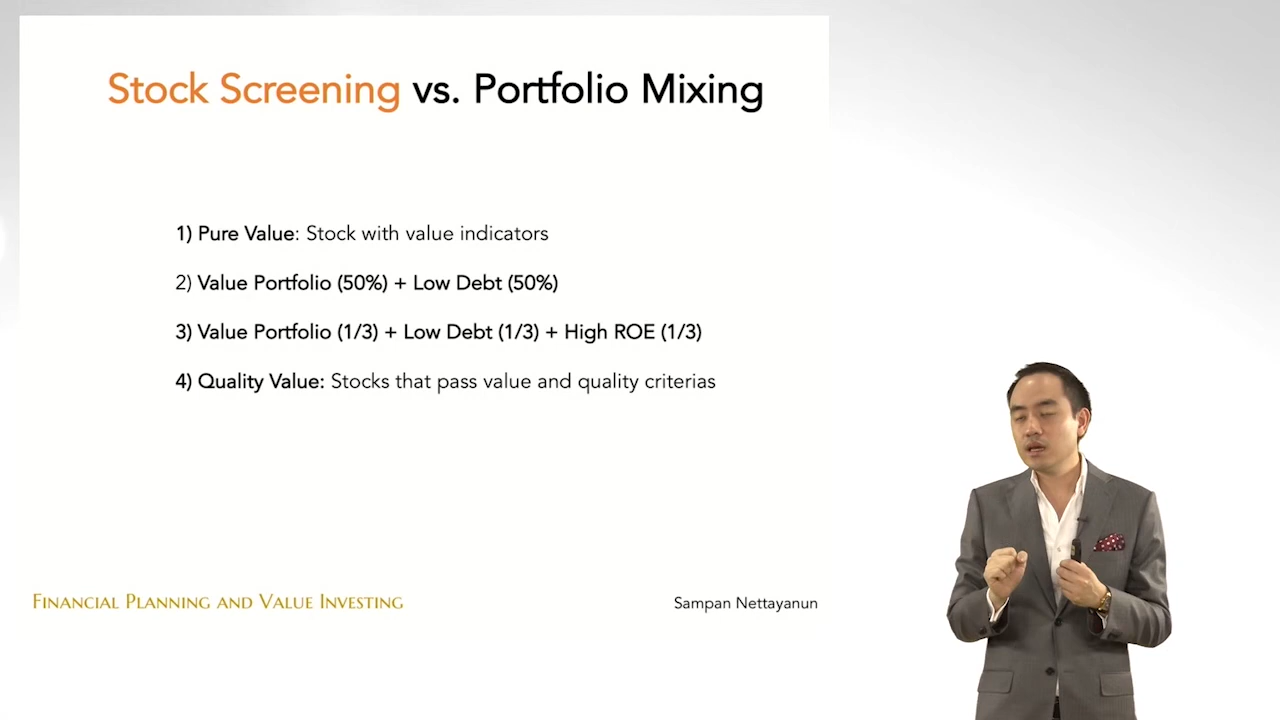 Stock Screening vs. Portfolio Mixing
1) Pure Value: Stock with value indicators
2) Value Portfolio (50%) + Low Debt (50%)
3) Value Portfolio (1/3) + Low Debt (1/3) + High ROE (1/3)
4) Quality Value: Stocks that pass value and quality criterias
Financial Planning and Value Investing
Sampan Nettayanun